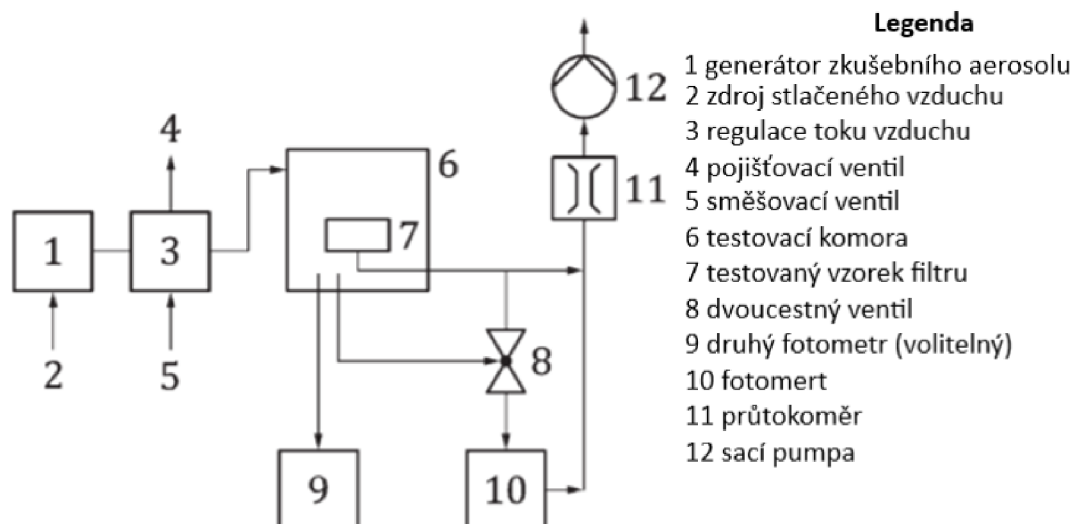 Legenda
1 generátor zkušebního aerosolu
2 zdroj stlačeného vzduchu
3 regulace toku vzduchu
4 pojišťovací ventil
5 směšovací ventil
6 testovací komora
7 testovaný vzorek filtru
8 dvoucestný ventil
9 druhý fotometr (volitelný)
10 fotomert
11 průtokoměr
12 sací pumpa
12
4
6
11
7
1
3
8
2
5
9
10